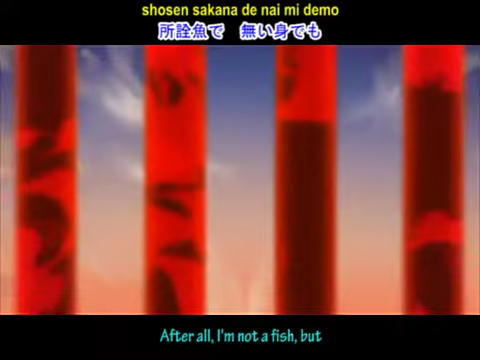 shosen sakana de nai mi demo
所詮魚で　無い身でも
After all, I'm not a fish, but